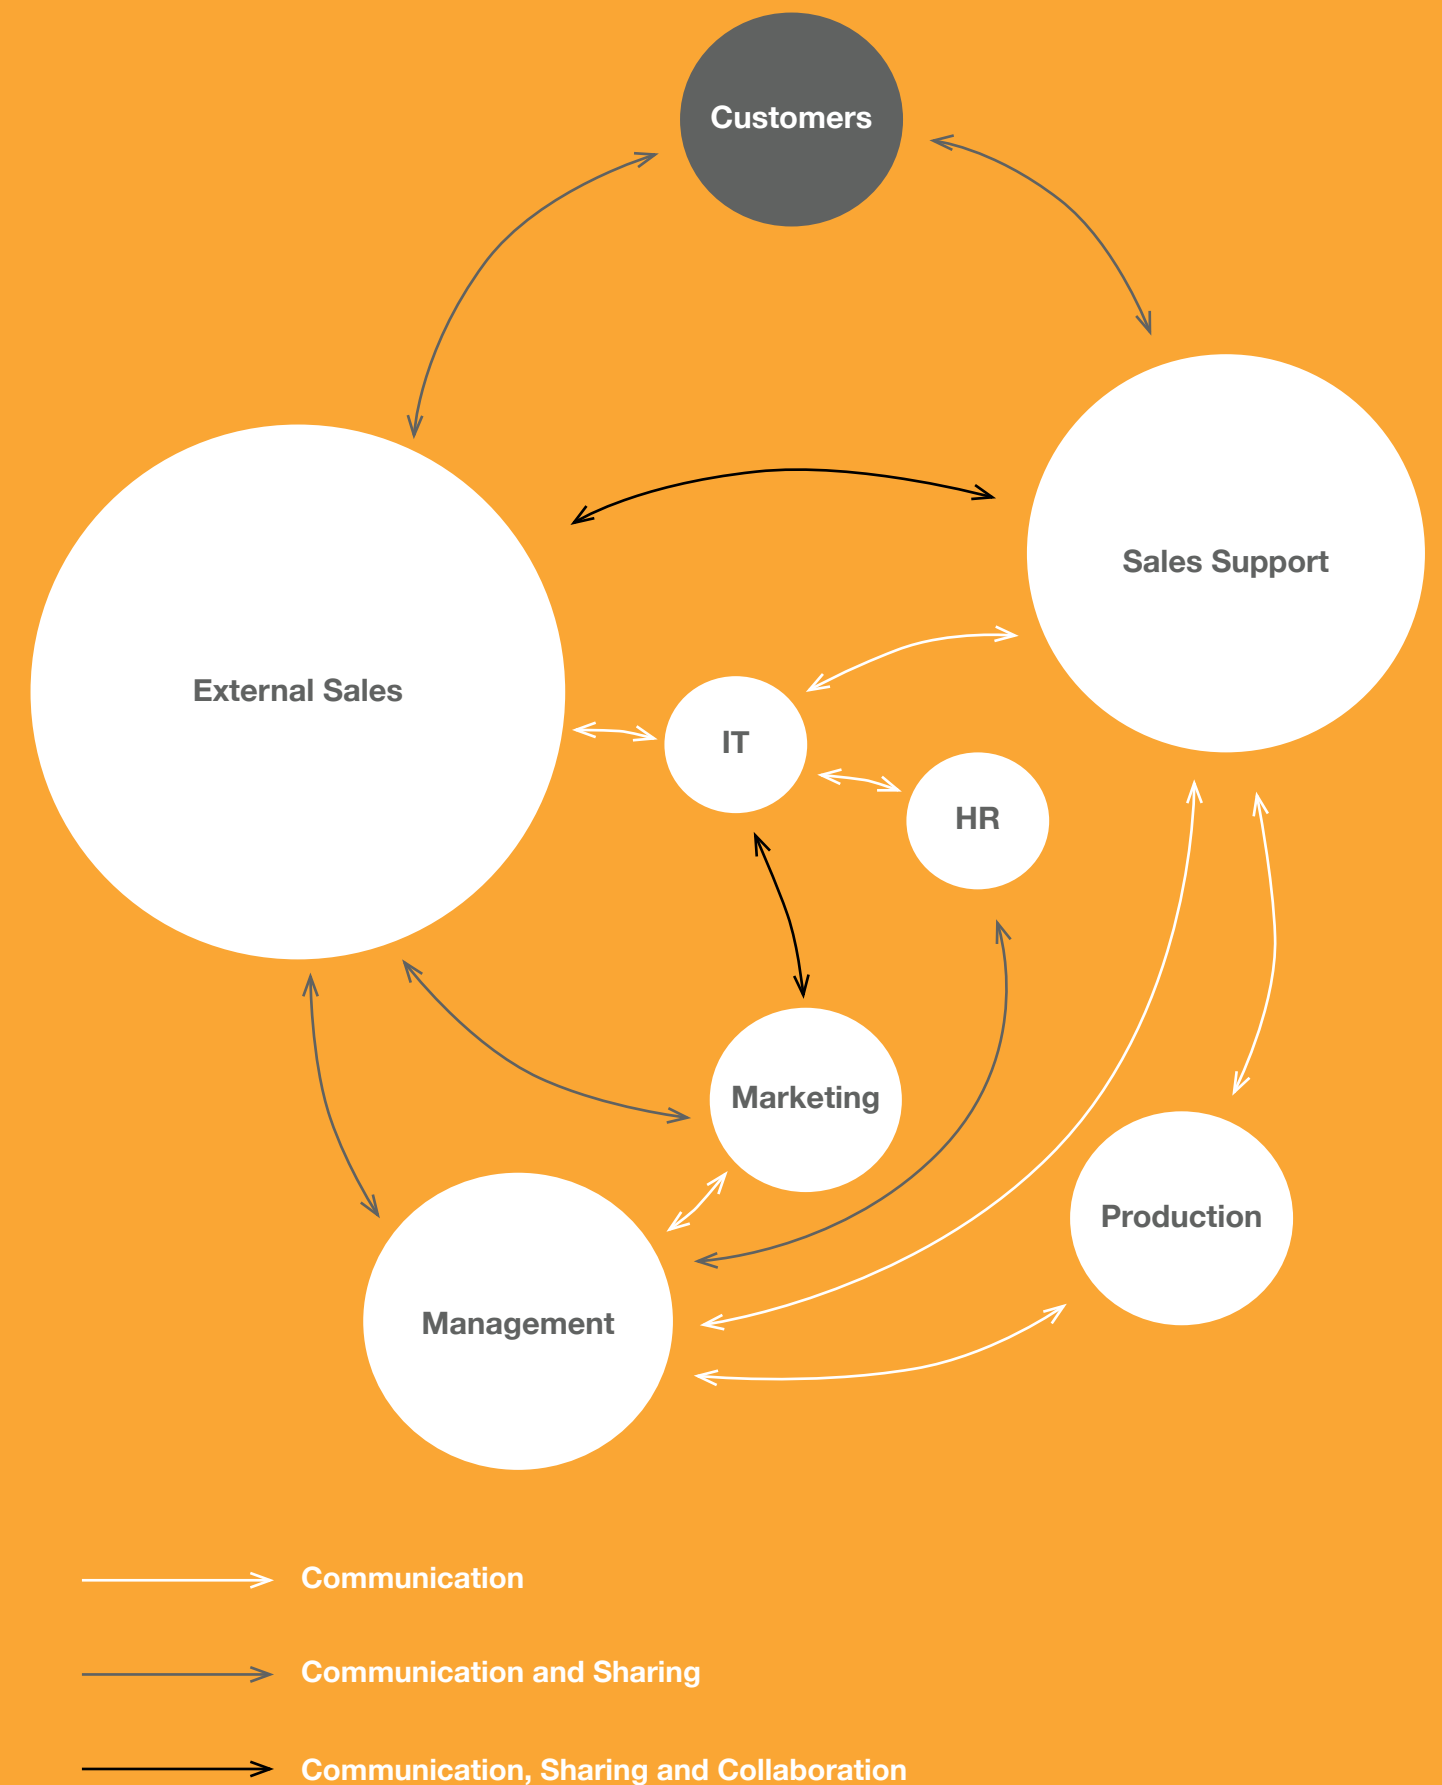 Customers
Sales Support
External Sales
IT
HR
Marketing
Production
Management
Communication
Communication and Sharing
Communication, Sharing and Collaboration